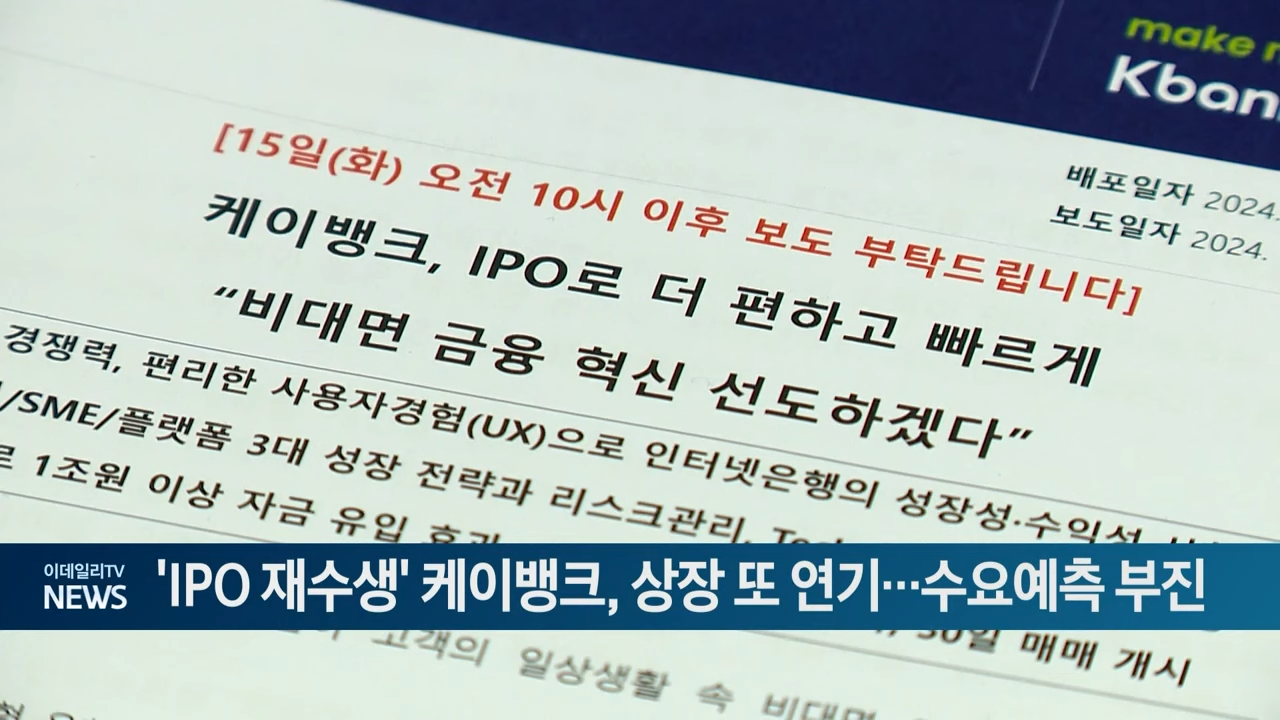 make
Kban
배포일자 2024.
보도일자 2024.
[15일(화) 오전 10시 이후 보도 부탁드립니다]
케이뱅크, IPO로 더 편하고 빠르게
“비대면 금융 혁신 선도하겠다”
경쟁력, 편리한 사용자경험(UX)으로 인터넷은행의 성장성·수익성
/SME/플랫폼 3대 성장 전략과 리스크관리,
로 1조원 이상 자금 유입 효과
이데일리TV
NEWS
'IPO 재수생' 케이뱅크, 상장 또 연기…수요예측 부진
30일 매매 개시
고객의 일상생활 속 비대면